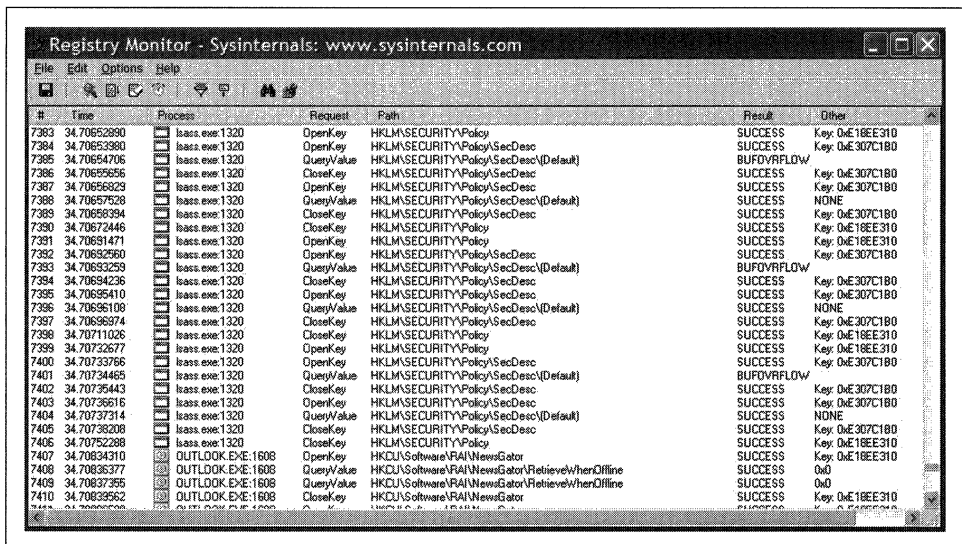 Registry Monitor - Sysinternals: www.sysinternals.com
File Edit Options Help
# Time Process Request Path Result Other
7383 34.70652890 lsass.exe:1320 OpenKey HKLM\SECURITY\Policy SUCCESS Key: 0xE18EE310
7384 34.70653980 lsass.exe:1320 OpenKey HKLM\SECURITY\Policy\SecDesc SUCCESS Key: 0xE307C1B0
7385 34.70654706 lsass.exe:1320 QueryValue HKLM\SECURITY\Policy\SecDesc\(Default) BUFOVRFLOW
7386 34.70655656 lsass.exe:1320 CloseKey HKLM\SECURITY\Policy\SecDesc SUCCESS Key: 0xE307C1B0
7387 34.70656829 lsass.exe:1320 OpenKey HKLM\SECURITY\Policy\SecDesc SUCCESS Key: 0xE307C1B0
7388 34.70657528 lsass.exe:1320 QueryValue HKLM\SECURITY\Policy\SecDesc\(Default) SUCCESS NONE
7389 34.70658394 lsass.exe:1320 CloseKey HKLM\SECURITY\Policy\SecDesc SUCCESS Key: 0xE307C1B0
7390 34.70672446 lsass.exe:1320 CloseKey HKLM\SECURITY\Policy SUCCESS Key: 0xE18EE310
7391 34.70691471 lsass.exe:1320 OpenKey HKLM\SECURITY\Policy SUCCESS Key: 0xE18EE310
7392 34.70692560 lsass.exe:1320 OpenKey HKLM\SECURITY\Policy\SecDesc SUCCESS Key: 0xE307C1B0
7393 34.70693259 lsass.exe:1320 QueryValue HKLM\SECURITY\Policy\SecDesc\(Default) BUFOVRFLOW
7394 34.70694236 lsass.exe:1320 CloseKey HKLM\SECURITY\Policy\SecDesc SUCCESS Key: 0xE307C1B0
7395 34.70695410 lsass.exe:1320 OpenKey HKLM\SECURITY\Policy\SecDesc SUCCESS Key: 0xE307C1B0
7396 34.70696108 lsass.exe:1320 QueryValue HKLM\SECURITY\Policy\SecDesc\(Default) SUCCESS NONE
7397 34.70696974 lsass.exe:1320 CloseKey HKLM\SECURITY\Policy\SecDesc SUCCESS Key: 0xE307C1B0
7398 34.70711026 lsass.exe:1320 CloseKey HKLM\SECURITY\Policy SUCCESS Key: 0xE18EE310
7399 34.70732677 lsass.exe:1320 OpenKey HKLM\SECURITY\Policy SUCCESS Key: 0xE18EE310
7400 34.70733766 lsass.exe:1320 OpenKey HKLM\SECURITY\Policy\SecDesc SUCCESS Key: 0xE307C1B0
7401 34.70734465 lsass.exe:1320 QueryValue HKLM\SECURITY\Policy\SecDesc\(Default) BUFOVRFLOW
7402 34.70735443 lsass.exe:1320 CloseKey HKLM\SECURITY\Policy\SecDesc SUCCESS Key: 0xE307C1B0
7403 34.70736616 lsass.exe:1320 OpenKey HKLM\SECURITY\Policy\SecDesc SUCCESS Key: 0xE307C1B0
7404 34.70737314 lsass.exe:1320 QueryValue HKLM\SECURITY\Policy\SecDesc\(Default) SUCCESS NONE
7405 34.70738208 lsass.exe:1320 CloseKey HKLM\SECURITY\Policy\SecDesc SUCCESS Key: 0xE307C1B0
7406 34.70752288 lsass.exe:1320 CloseKey HKLM\SECURITY\Policy SUCCESS Key: 0xE18EE310
7407 34.70834310 OUTLOOK.EXE:1608 OpenKey HKCU\Software\RAI\NewsGator SUCCESS Key: 0xE18EE310
7408 34.70836377 OUTLOOK.EXE:1608 QueryValue HKCU\Software\RAI\NewsGator\RetrieveWhenOffline SUCCESS 0x0
7409 34.70837355 OUTLOOK.EXE:1608 QueryValue HKCU\Software\RAI\NewsGator\RetrieveWhenOffline SUCCESS 0x0
7410 34.70839562 OUTLOOK.EXE:1608 CloseKey HKCU\Software\RAI\NewsGator SUCCESS Key: 0xE18EE310